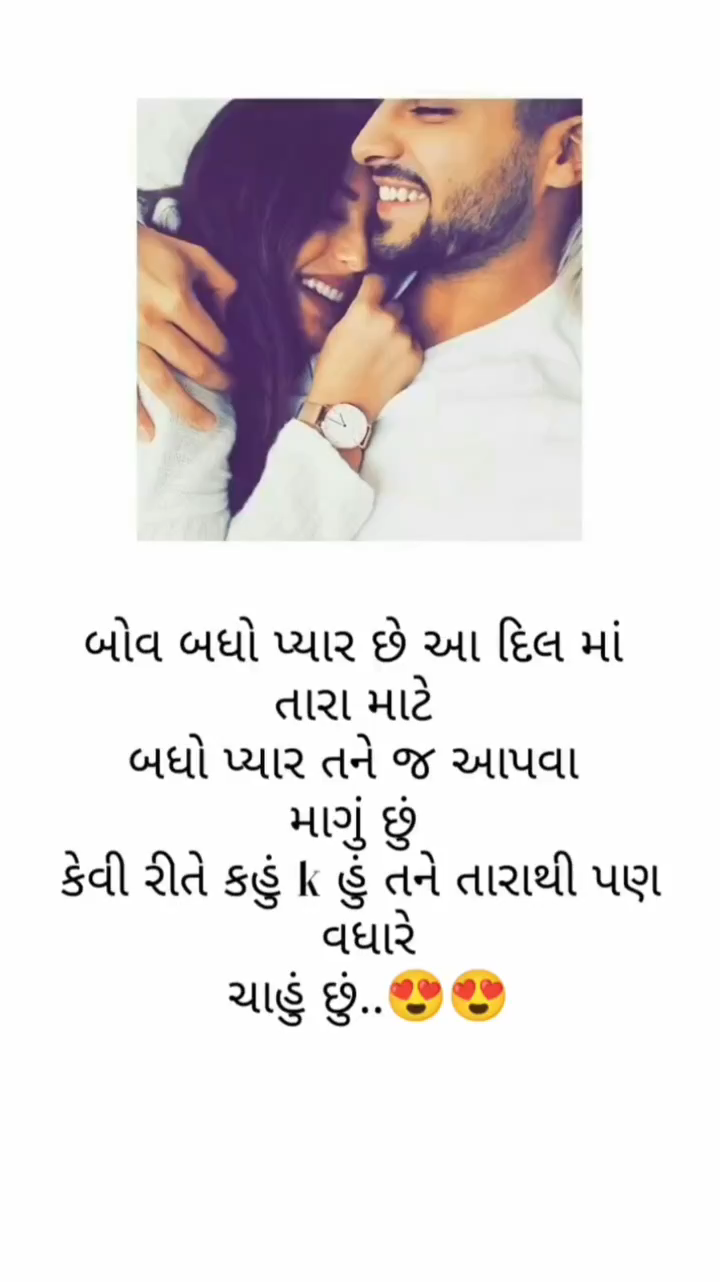 બોવ બધો પ્યાર છે આ દિલ માં
તારા માટે
બધો પ્યાર તને જ આપવા
માગું છું
કેવી રીતે કહું k હું તને તારાથી પણ
વધારે
ચાહું છું..😍😍